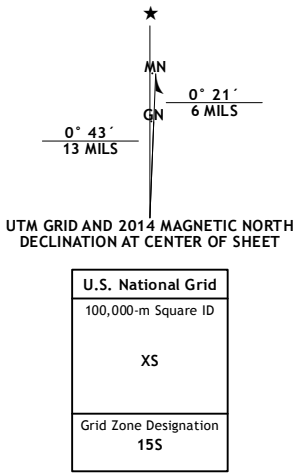 ★
MN
0° 21´
6 MILS
GN
0° 43´
13 MILS
UTM GRID AND 2014 MAGNETIC NORTH
DECLINATION AT CENTER OF SHEET
U.S. National Grid
100,000-m Square ID
XS
Grid Zone Designation
15S